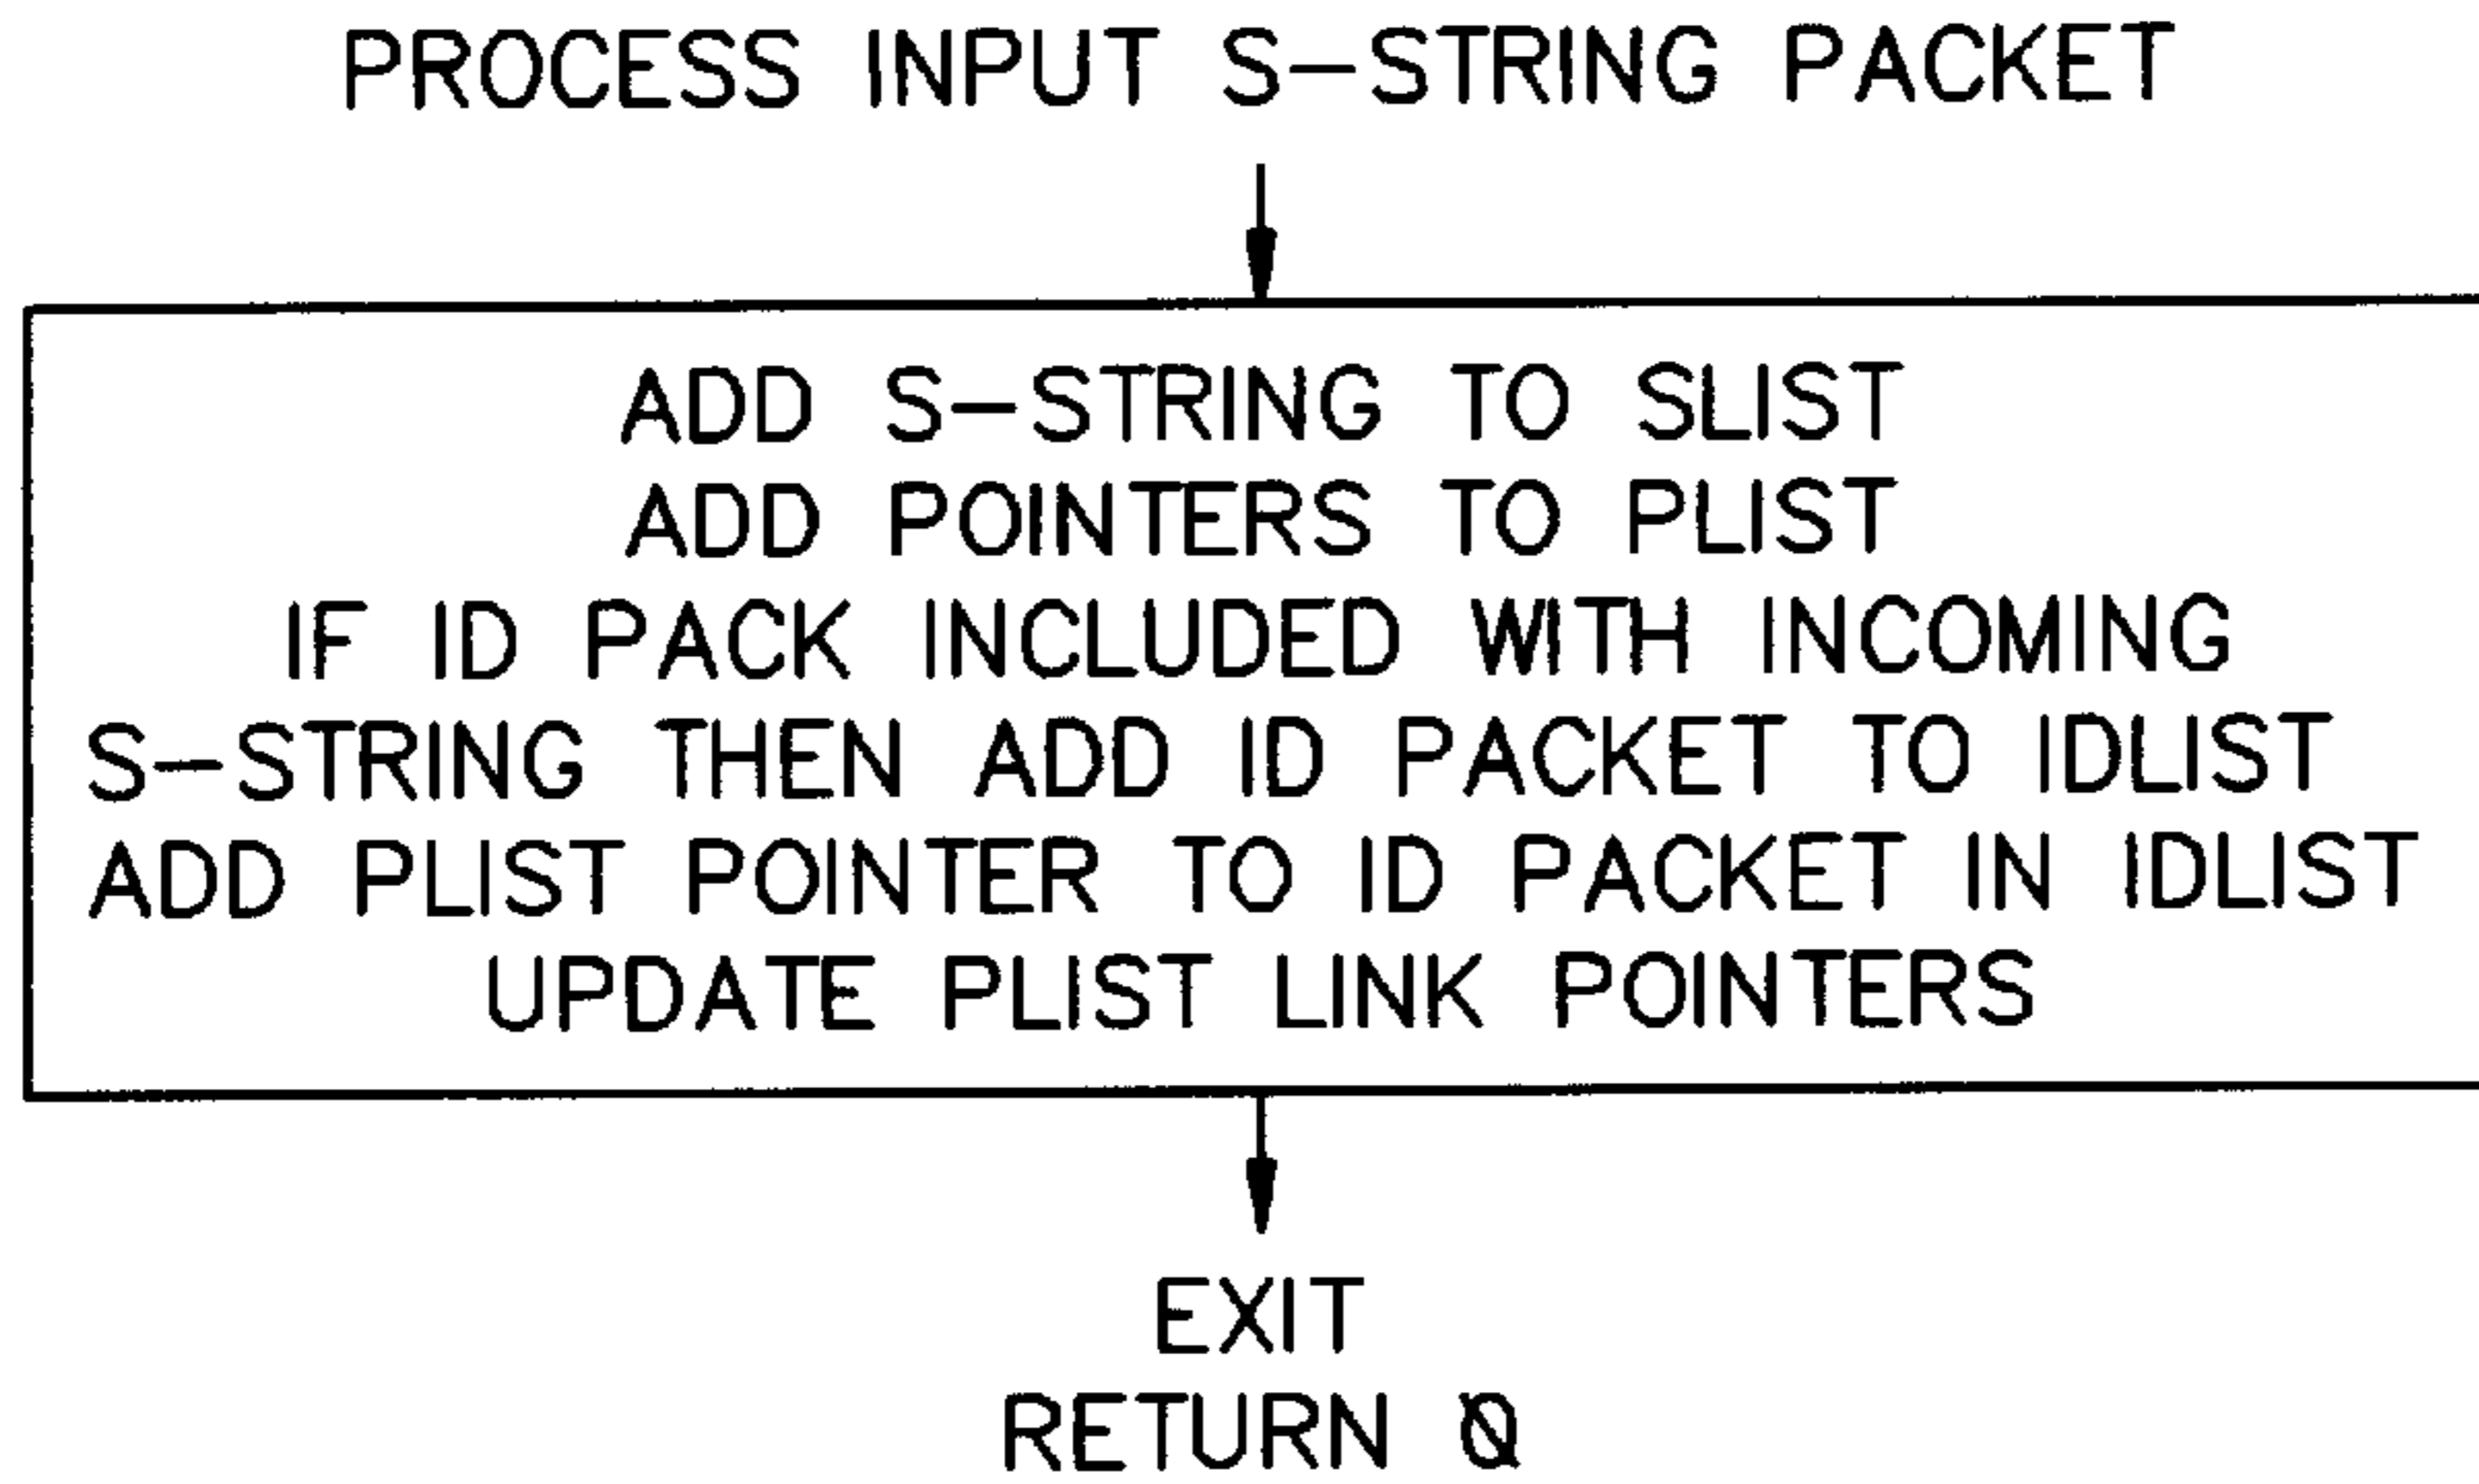 PROCESS INPUT S-STRING PACKET
ADD S-STRING TO SLIST
ADD POINTERS TO PLIST
IF ID PACK INCLUDED WITH INCOMING
S-STRING THEN ADD ID PACKET TO IDLIST
ADD PLIST POINTER TO ID PACKET IN IDLIST
UPDATE PLIST LINK POINTERS
EXIT
RETURN 0